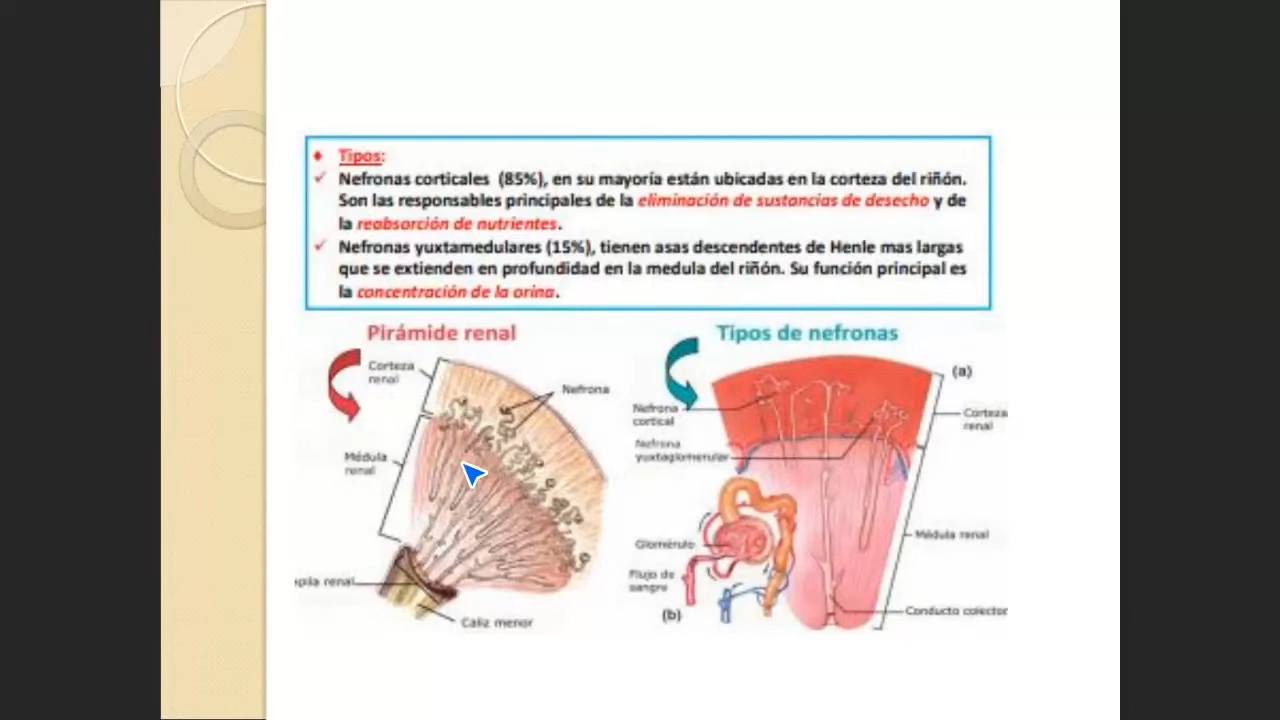 Tipos:
Nefronas corticales (85%), en su mayoría están ubicadas en la corteza del riñón.
Son las responsables principales de la eliminación de sustancias de desecho y de
la reabsorción de nutrientes.
Nefronas yuxtamedulares (15%), tienen asas descendentes de Henle mas largas
que se extienden en profundidad en la medula del riñón. Su función principal es
la concentración de la orina.
Pirámide renal
Corteza
renal
Nefrona
Médula
renal
apila renal
Cáliz menor
Tipos de nefronas
(a)
Nefrona
cortical
Corteza
renal
Nefrona
yuxtaglomerular
Glomérulo
Médula renal
Flujo de
sangre
(b)
Conducto colector